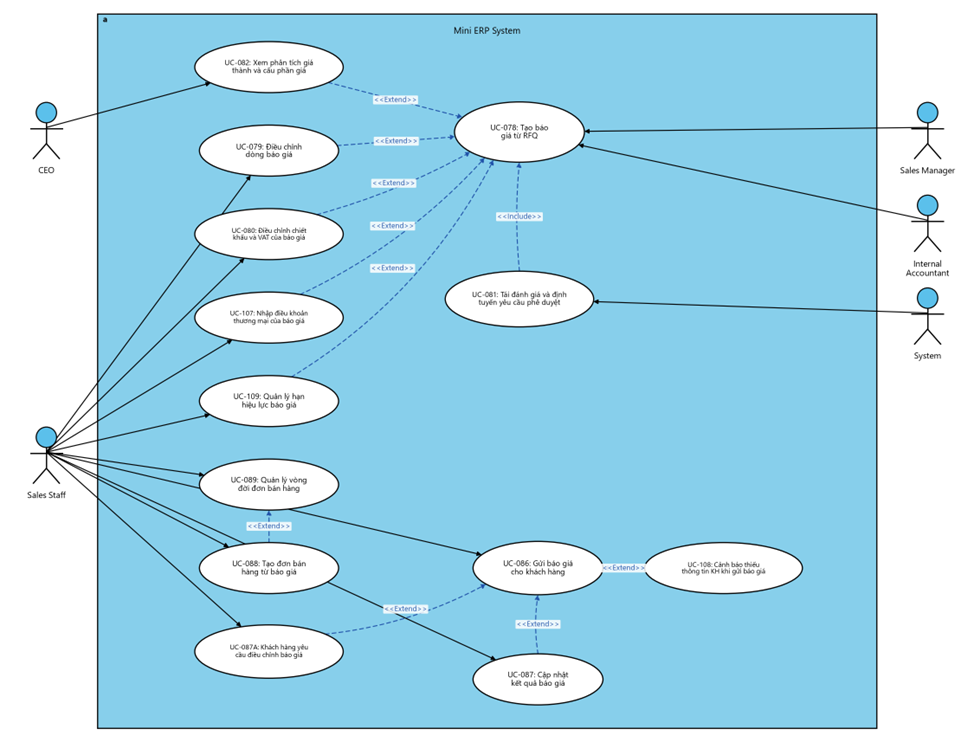 a
Mini ERP System
UC-082: Xem phân tích giá
thành và cấu phần giá
<<Extend>>
UC-078: Tạo báo
giá từ RFQ
CEO
Sales Manager
UC-079: Điều chỉnh
dòng báo giá
<<Extend>>
<<Extend>>
UC-080: Điều chỉnh chiết
khấu và VAT của báo giá
<<Extend>>
<<Include>>
Internal
Accountant
<<Extend>>
UC-081: Tái đánh giá và định
tuyến yêu cầu phê duyệt
UC-107: Nhập điều khoản
thương mại của báo giá
System
UC-109: Quản lý hạn
hiệu lực báo giá
Sales Staff
UC-089: Quản lý vòng
đời đơn bán hàng
<<Extend>>
UC-088: Tạo đơn bán
hàng từ báo giá
UC-086: Gửi báo giá
cho khách hàng
<<Extend>>
UC-108: Cảnh báo thiếu
thông tin KH khi gửi báo giá
<<Extend>>
<<Extend>>
UC-087A: Khách hàng yêu
cầu điều chỉnh báo giá
UC-087: Cập nhật
kết quả báo giá